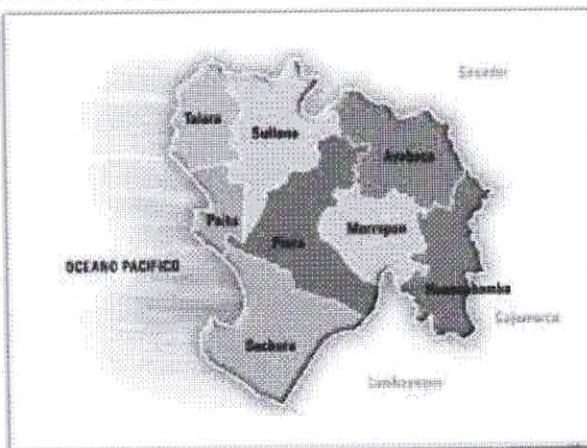 Ecuador
Talara
Sullana
Ayabaca
Paita
Piura
Morropon
OCEANO PACIFICO
Huancabamba
Cajamarca
Sechura
Lambayeque